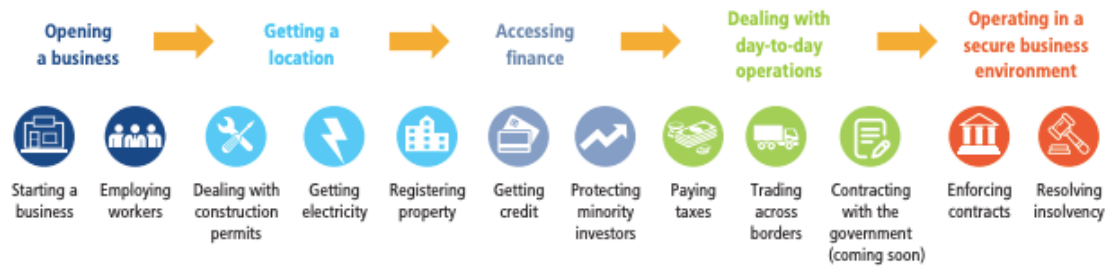 Opening
a business
Getting a
location
Accessing
finance
Dealing with
day-to-day
operations
Operating in a
secure business
environment
Starting a
business
Employing
workers
Dealing with
construction
permits
Getting
electricity
Registering
property
Getting
credit
Protecting
minority
investors
Paying
taxes
Trading
across
borders
Contracting
with the
government
(coming soon)
Enforcing
contracts
Resolving
insolvency